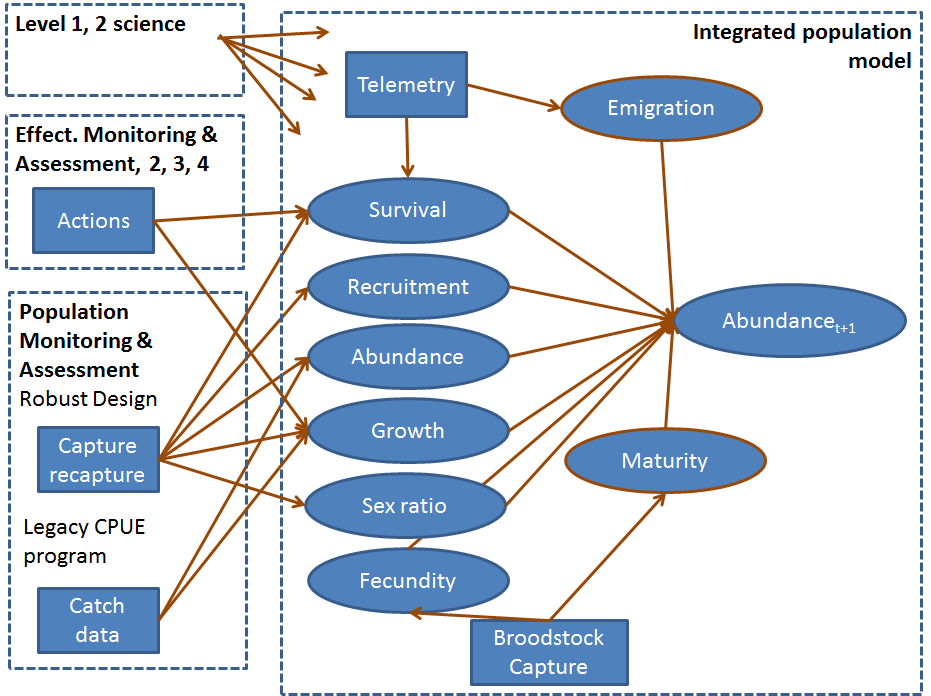 Level 1, 2 science
Effect. Monitoring &
Assessment, 2, 3, 4
Actions
Population
Monitoring &
Assessment
Robust Design
Capture
recapture
Legacy CPUE
program
Catch
data
Integrated population
model
Telemetry
Emigration
Survival
Recruitment
Abundance
Growth
Sex ratio
Fecundity
Abundancet+1
Maturity
Broodstock
Capture